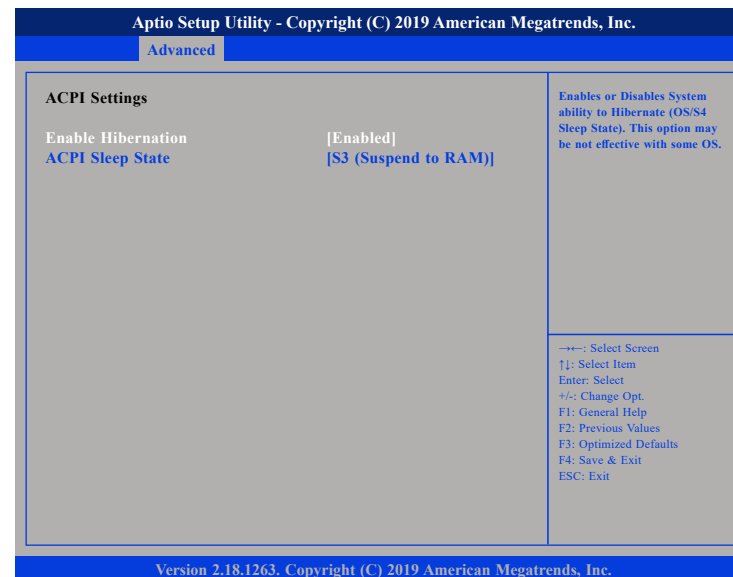 Aptio Setup Utility - Copyright (C) 2019 American Megatrends, Inc.
Advanced
ACPI Settings
Enable Hibernation [Enabled]
ACPI Sleep State [S3 (Suspend to RAM)]
Enables or Disables System
ability to Hibernate (OS/S4
Sleep State). This option may
be not effective with some OS.
→←: Select Screen
↑↓: Select Item
Enter: Select
+/-: Change Opt.
F1: General Help
F2: Previous Values
F3: Optimized Defaults
F4: Save & Exit
ESC: Exit
Version 2.18.1263. Copyright (C) 2019 American Megatrends, Inc.